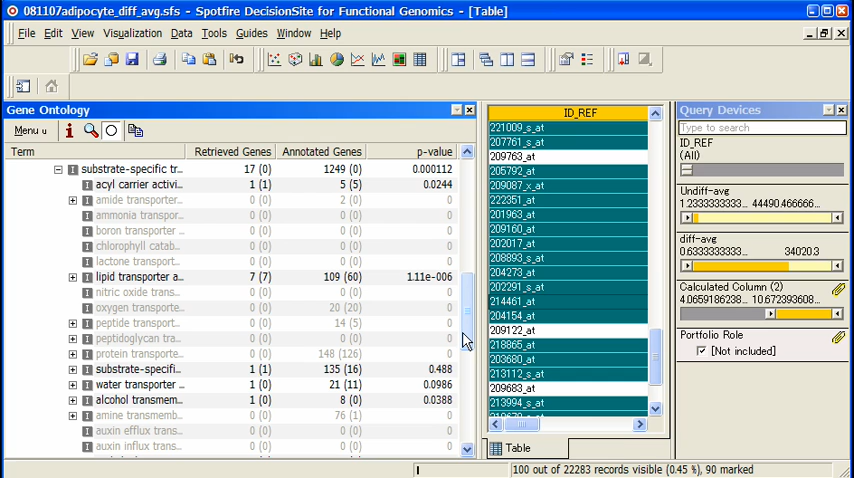 081107adipocyte_diff_avg.sfs - Spotfire DecisionSite for Functional Genomics - [Table]
File Edit View Visualization Data Tools Guides Window Help
Gene Ontology
Menu u
Term Retrieved Genes Annotated Genes p-value
substrate-specific tr... 17 (0) 1249 (0) 0.000112
acyl carrier activi... 1 (1) 5 (5) 0.0244
amide transporter... 0 (0) 2 (0) 0
ammonia transpor... 0 (0) 0 (0) 0
boron transporter ... 0 (0) 0 (0) 0
chlorophyll catab... 0 (0) 0 (0) 0
lactone transport... 0 (0) 0 (0) 0
lipid transporter a... 7 (7) 109 (60) 1.11e-006
nitric oxide trans... 0 (0) 0 (0) 0
oxygen transporte... 0 (0) 20 (20) 0
peptide transport... 0 (0) 14 (5) 0
peptidoglycan tra... 0 (0) 0 (0) 0
protein transporte... 0 (0) 148 (126) 0
substrate-specifi... 1 (1) 135 (16) 0.488
water transporter ... 1 (0) 21 (11) 0.0986
alcohol transmem... 1 (0) 8 (0) 0.0388
amine transmemb... 0 (0) 76 (1) 0
auxin efflux trans... 0 (0) 0 (0) 0
auxin influx trans... 0 (0) 0 (0) 0
ID_REF
221009_s_at
207761_s_at
209763_at
205792_at
209087_x_at
222351_at
201963_at
209160_at
202017_at
208893_s_at
204273_at
202291_s_at
214461_at
204154_at
209122_at
218865_at
203680_at
213112_s_at
209683_at
213994_s_at
Table
Query Devices
Type to search
ID_REF
(All)
Undiff-avg
1.2333333333... 44490.466666...
diff-avg
0.6333333333... 34020.3
Calculated Column (2)
4.0659186238... 10.672393608...
Portfolio Role
[Not included]
100 out of 22283 records visible (0.45 %), 90 marked